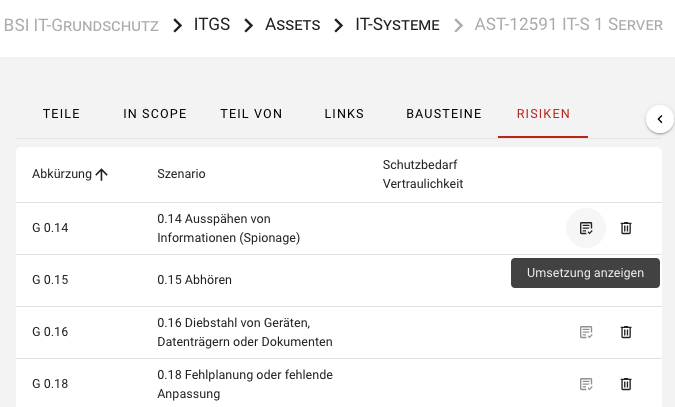 BSI IT-Grundschutz > ITGS > Assets > IT-Systeme > AST-12591 IT-S 1 Server
TEILE IN SCOPE TEIL VON LINKS BAUSTEINE RISIKEN
Abkürzung Szenario Schutzbedarf
Vertraulichkeit
G 0.14 0.14 Ausspähen von
Informationen (Spionage)
G 0.15 0.15 Abhören
Umsetzung anzeigen
G 0.16 0.16 Diebstahl von Geräten,
Datenträgern oder Dokumenten
G 0.18 0.18 Fehlplanung oder fehlende
Anpassung